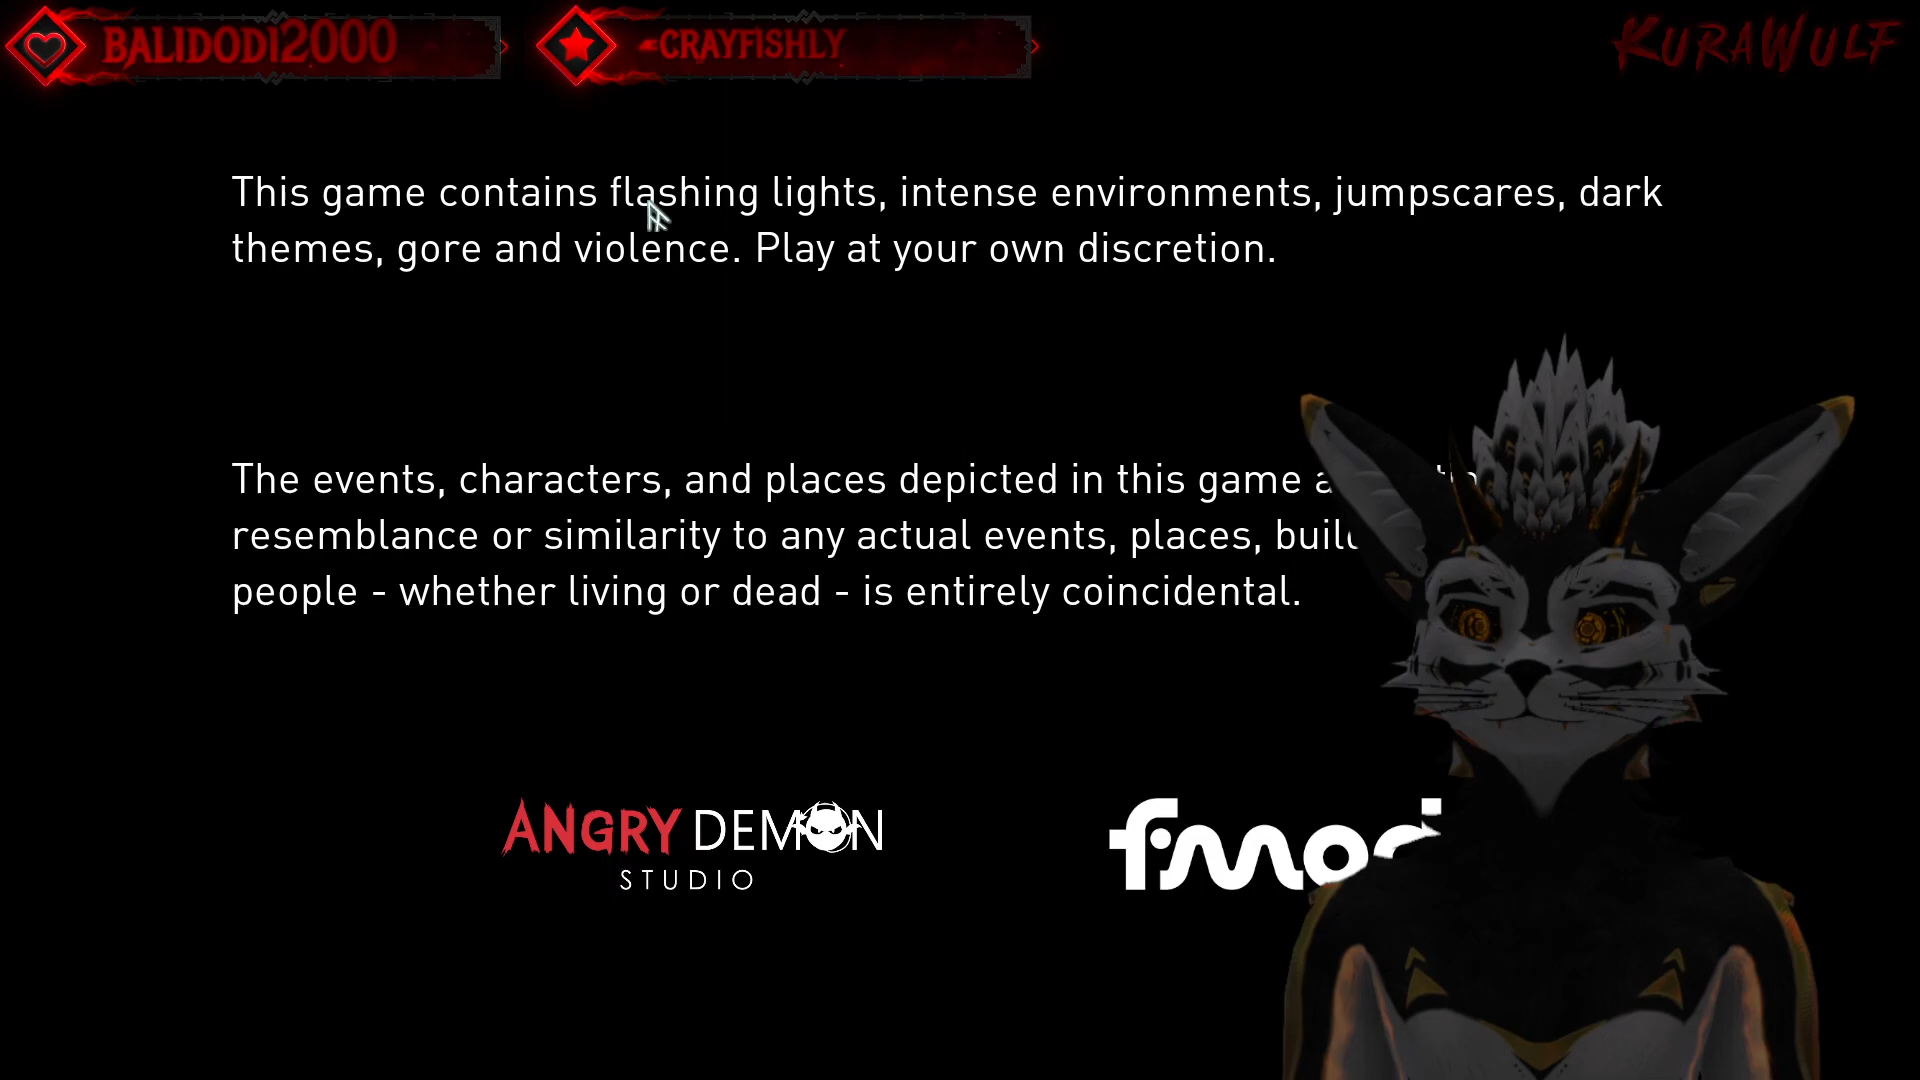 BALIDODI2000
-CRAYFISHLY
KURAWULF
This game contains flashing lights, intense environments, jumpscares, dark
themes, gore and violence. Play at your own discretion.
The events, characters, and places depicted in this game
resemblance or similarity to any actual events, places,
people - whether living or dead - is entirely coincidental.
ANGRY DEMON
STUDIO
fmod